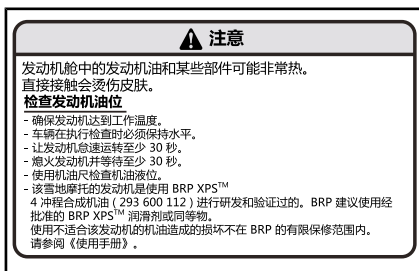 注意
发动机舱中的发动机油和某些部件可能非常热。
直接接触会烫伤皮肤。
检查发动机油位
- 确保发动机达到工作温度。
- 车辆在执行检查时必须保持水平。
- 让发动机怠速运转至少 30 秒。
- 熄火发动机并等待至少 30 秒。
- 使用机油尺检查机油液位。
- 该雪地摩托的发动机是使用 BRP XPS™
4 冲程合成机油 ( 293 600 112 ) 进行研发和验证过的。BRP 建议使用经
批准的 BRP XPS™ 润滑剂或同等物。
使用不适合该发动机的机油造成的损坏不在 BRP 的有限保修范围内。
请参阅《使用手册》。